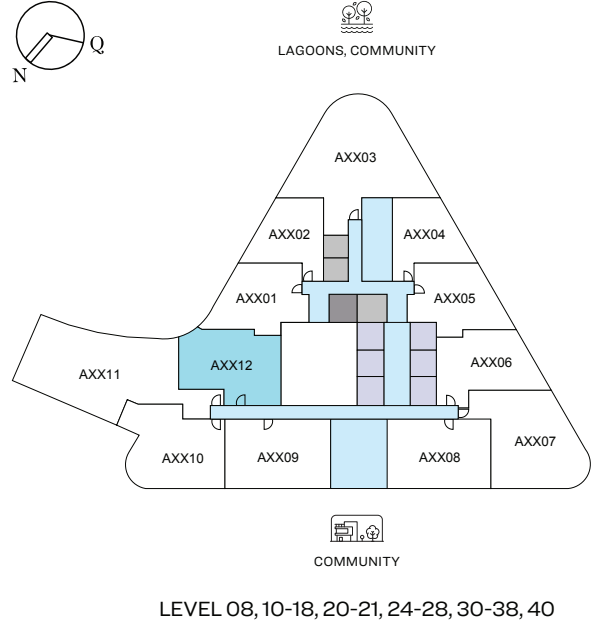 Q
N
LAGOONS, COMMUNITY
AXX03
AXX02
AXX04
AXX01
AXX05
AXX12
AXX06
AXX11
AXX10
AXX09
AXX08
AXX07
COMMUNITY
LEVEL 08, 10-18, 20-21, 24-28, 30-38, 40